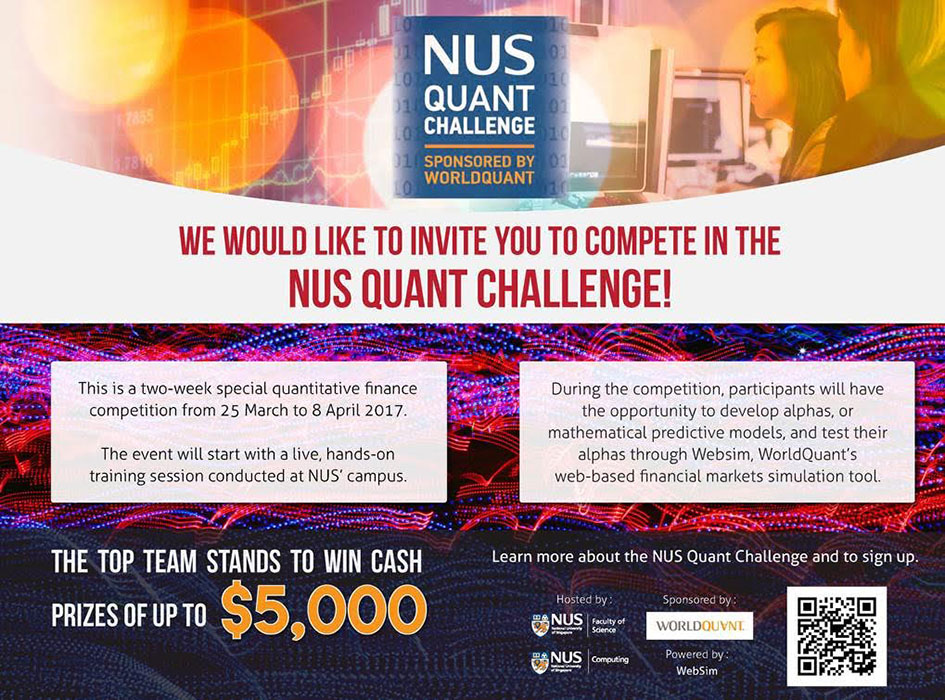 NUS
QUANT
CHALLENGE
SPONSORED BY
WORLDQUANT
WE WOULD LIKE TO INVITE YOU TO COMPETE IN THE
NUS QUANT CHALLENGE!
This is a two-week special quantitative finance
competition from 25 March to 8 April 2017.
The event will start with a live, hands-on
training session conducted at NUS' campus.
During the competition, participants will have
the opportunity to develop alphas, or
mathematical predictive models, and test their
alphas through Websim, WorldQuant's
web-based financial markets simulation tool.
THE TOP TEAM STANDS TO WIN CASH
PRIZES OF UP TO $5,000
Learn more about the NUS Quant Challenge and to sign up.
Hosted by :
NUS
National University
of Singapore
Faculty of
Science
NUS
National University
of Singapore
Computing
Sponsored by :
WORLDQUANT
Powered by :
WebSim